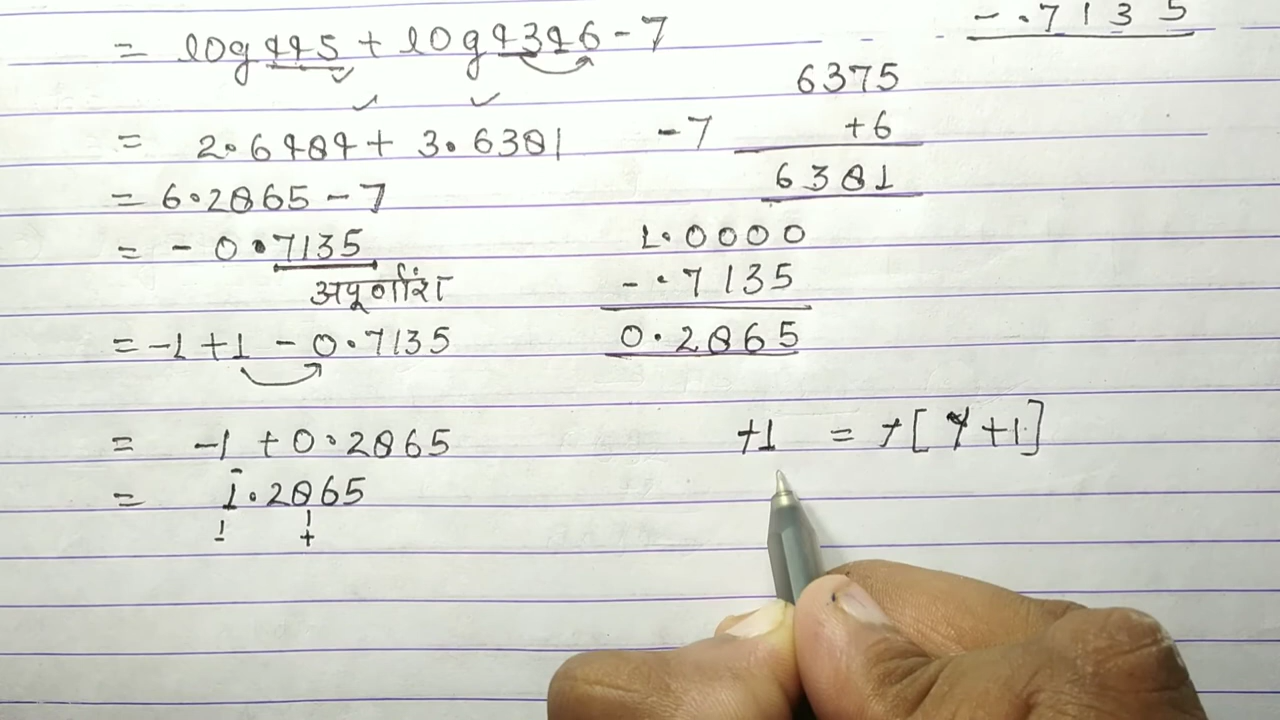 = log 445 + log 4346 - 7
= 2.6484 + 3.6381 - 7
= 6.2865 - 7
= - 0.7135
अपूर्णांश
= -1 + 1 - 0.7135
= -1 + 0.2865
= 1̄.2865
- +
- .7135
6375
+6
6381
1.0000
- .7135
0.2865
+1 = +[ 4 + 1 ]